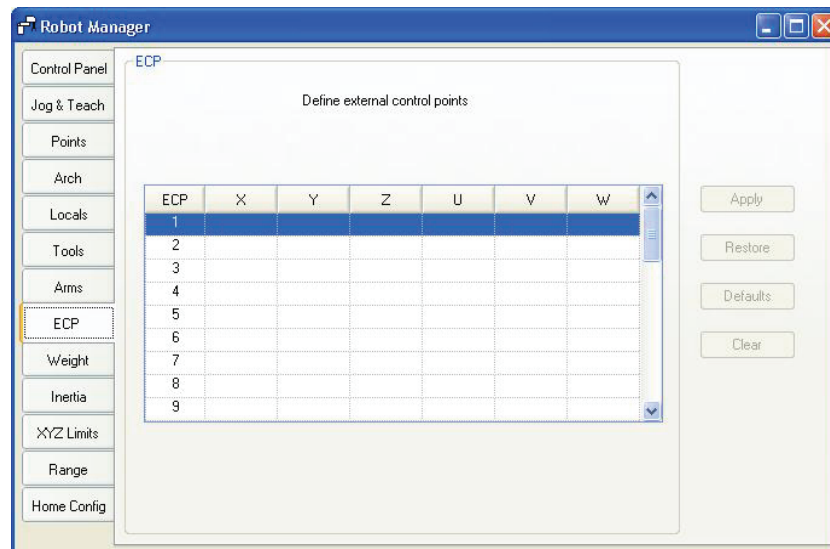 Robot Manager
Control Panel
Jog & Teach
Points
Arch
Locals
Tools
Arms
ECP
Weight
Inertia
XYZ Limits
Range
Home Config
ECP
Define external control points
ECP X Y Z U V W
1
2
3
4
5
6
7
8
9
Apply
Restore
Defaults
Clear